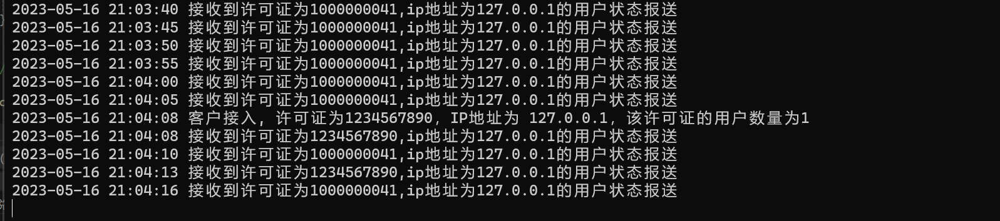 2023-05-16 21:03:40 接收到许可证为1000000041,ip地址为127.0.0.1的用户状态报送
2023-05-16 21:03:45 接收到许可证为1000000041,ip地址为127.0.0.1的用户状态报送
2023-05-16 21:03:50 接收到许可证为1000000041,ip地址为127.0.0.1的用户状态报送
2023-05-16 21:03:55 接收到许可证为1000000041,ip地址为127.0.0.1的用户状态报送
2023-05-16 21:04:00 接收到许可证为1000000041,ip地址为127.0.0.1的用户状态报送
2023-05-16 21:04:05 接收到许可证为1000000041,ip地址为127.0.0.1的用户状态报送
2023-05-16 21:04:08 客户接入, 许可证为1234567890, IP地址为 127.0.0.1, 该许可证的用户数量为1
2023-05-16 21:04:08 接收到许可证为1234567890,ip地址为127.0.0.1的用户状态报送
2023-05-16 21:04:10 接收到许可证为1000000041,ip地址为127.0.0.1的用户状态报送
2023-05-16 21:04:13 接收到许可证为1234567890,ip地址为127.0.0.1的用户状态报送
2023-05-16 21:04:16 接收到许可证为1000000041,ip地址为127.0.0.1的用户状态报送